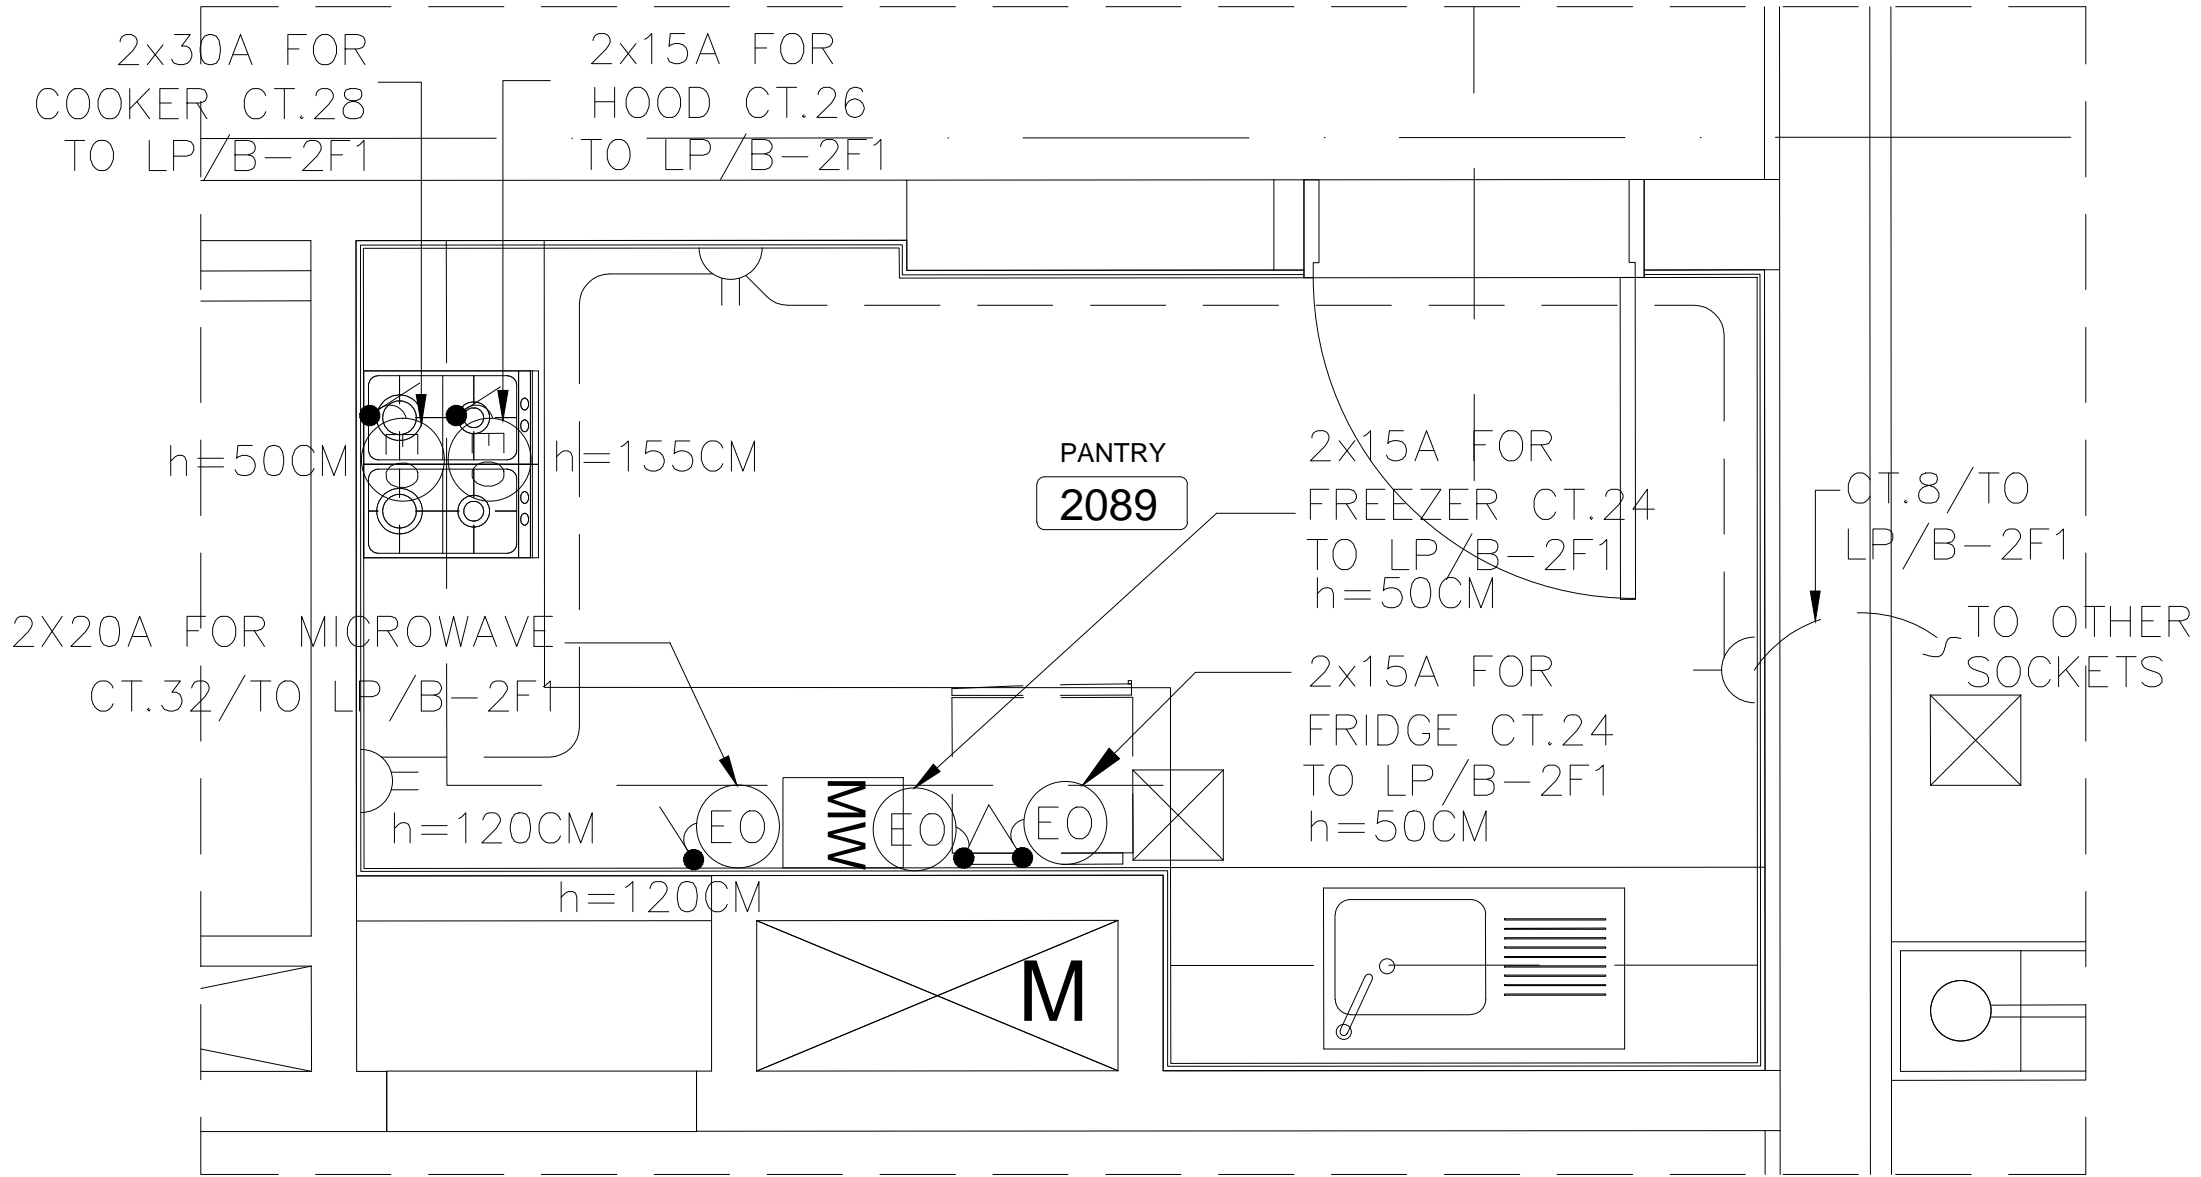 2x30A FOR
COOKER CT.28
TO LP/B-2F1
2x15A FOR
HOOD CT.26
TO LP/B-2F1
h=50CM
EO
EO
h=155CM
PANTRY
2089
2x15A FOR
FREEZER CT.24
TO LP/B-2F1
h=50CM
CT.8/TO
LP/B-2F1
TO OTHER
SOCKETS
2X20A FOR MICROWAVE
CT.32/TO LP/B-2F1
2x15A FOR
FRIDGE CT.24
TO LP/B-2F1
h=50CM
h=120CM
EO
MW
EO
EO
h=120CM
M